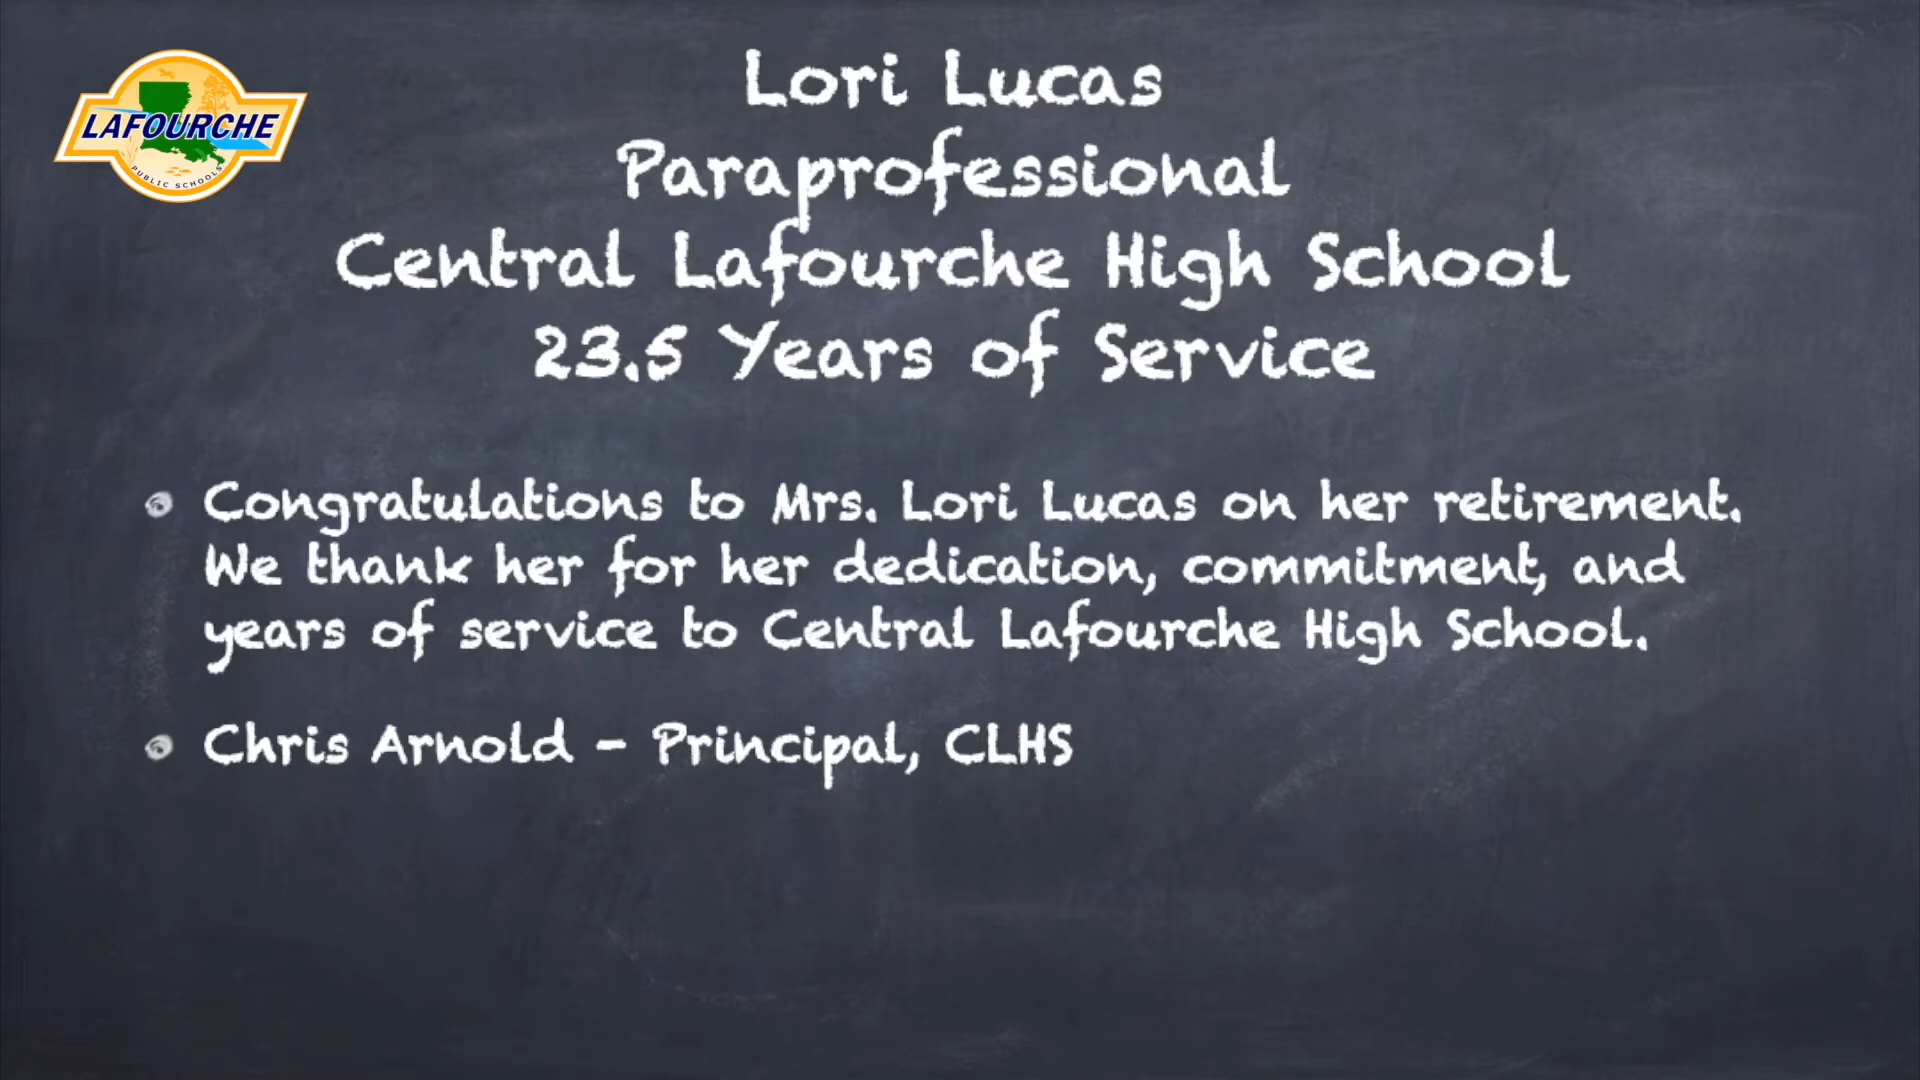 LAFOURCHE
PUBLIC SCHOOLS
Lori Lucas
Paraprofessional
Central Lafourche High School
23.5 Years of Service
Congratulations to Mrs. Lori Lucas on her retirement.
We thank her for her dedication, commitment, and
years of service to Central Lafourche High School.
Chris Arnold - Principal, CLHS